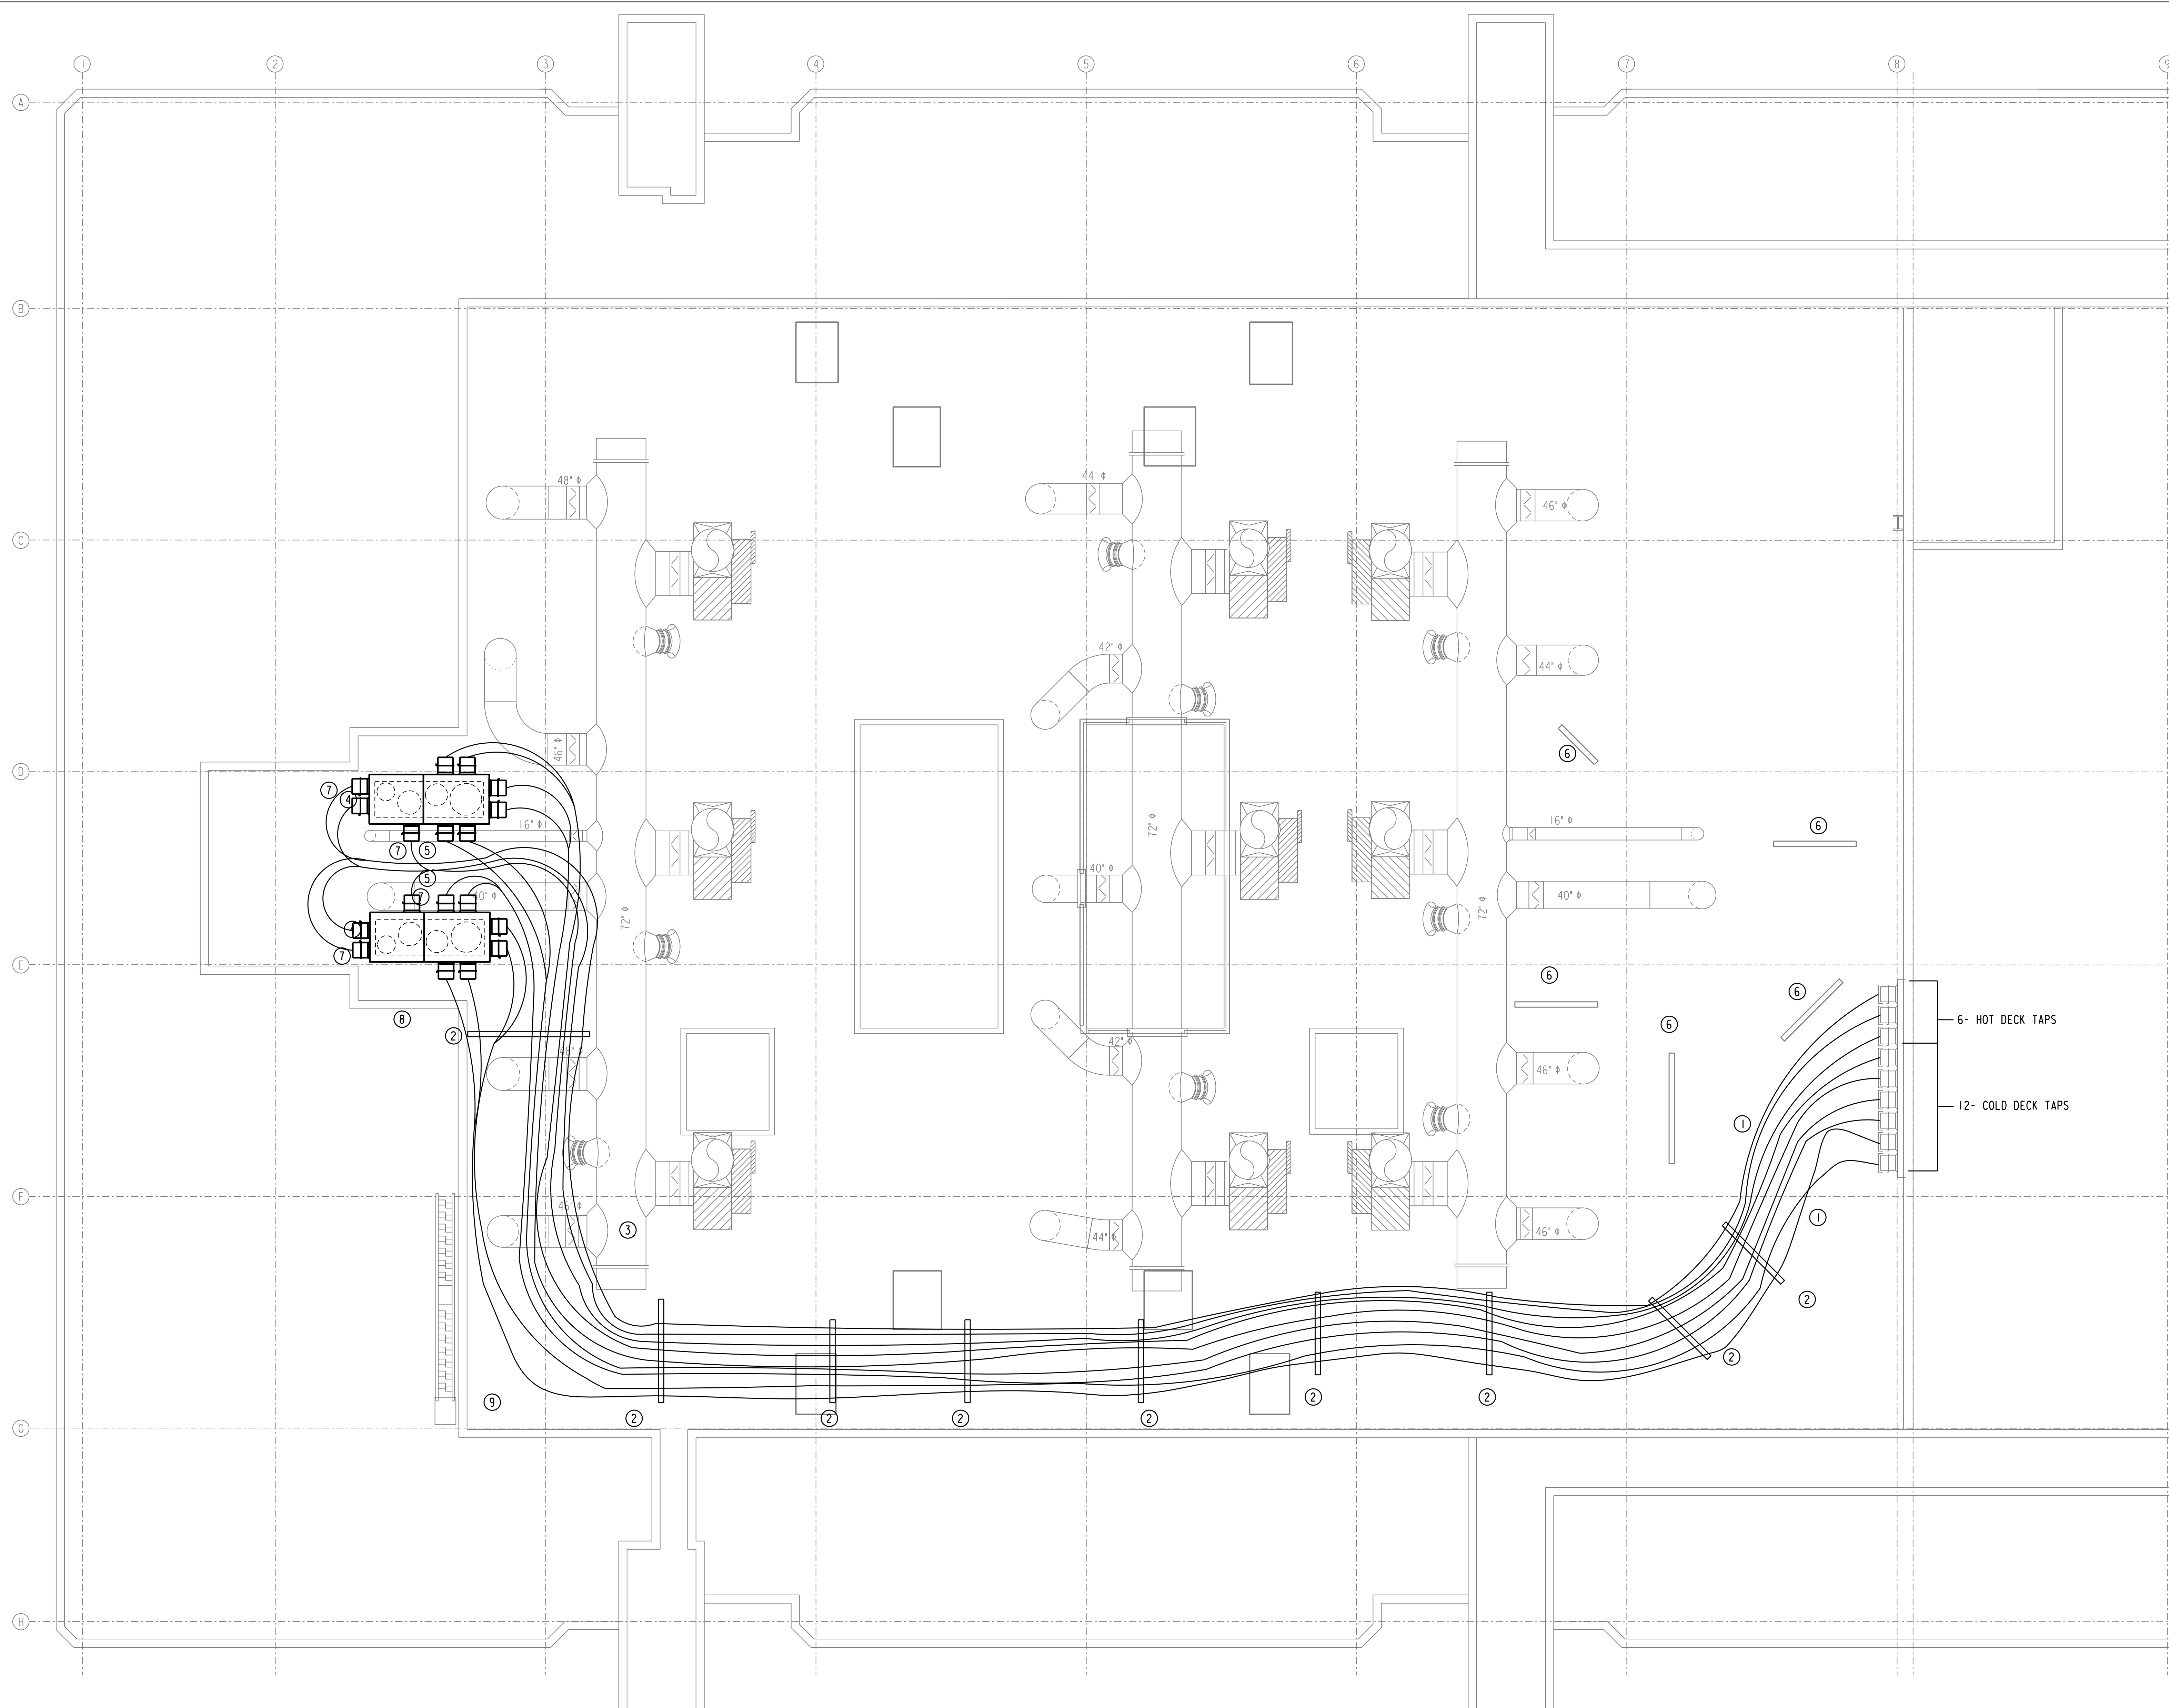 1 2 3 4 5 6 7 8 9
A
B
48" ϕ 44" ϕ 46" ϕ
C
42" ϕ
44" ϕ
46" ϕ
6
D
7
4
16" ϕ 72" ϕ 16" ϕ 6
7 5
5 40" ϕ
7 40" ϕ 40" ϕ
72" ϕ 72" ϕ
4
7
E
6
6
8 6- HOT DECK TAPS
6
2
48" ϕ 42" ϕ
46" ϕ
12- COLD DECK TAPS
1
F
46" ϕ
1
3 44" ϕ 46" ϕ
2
2
9 2 2
2 2 2 2
G
H